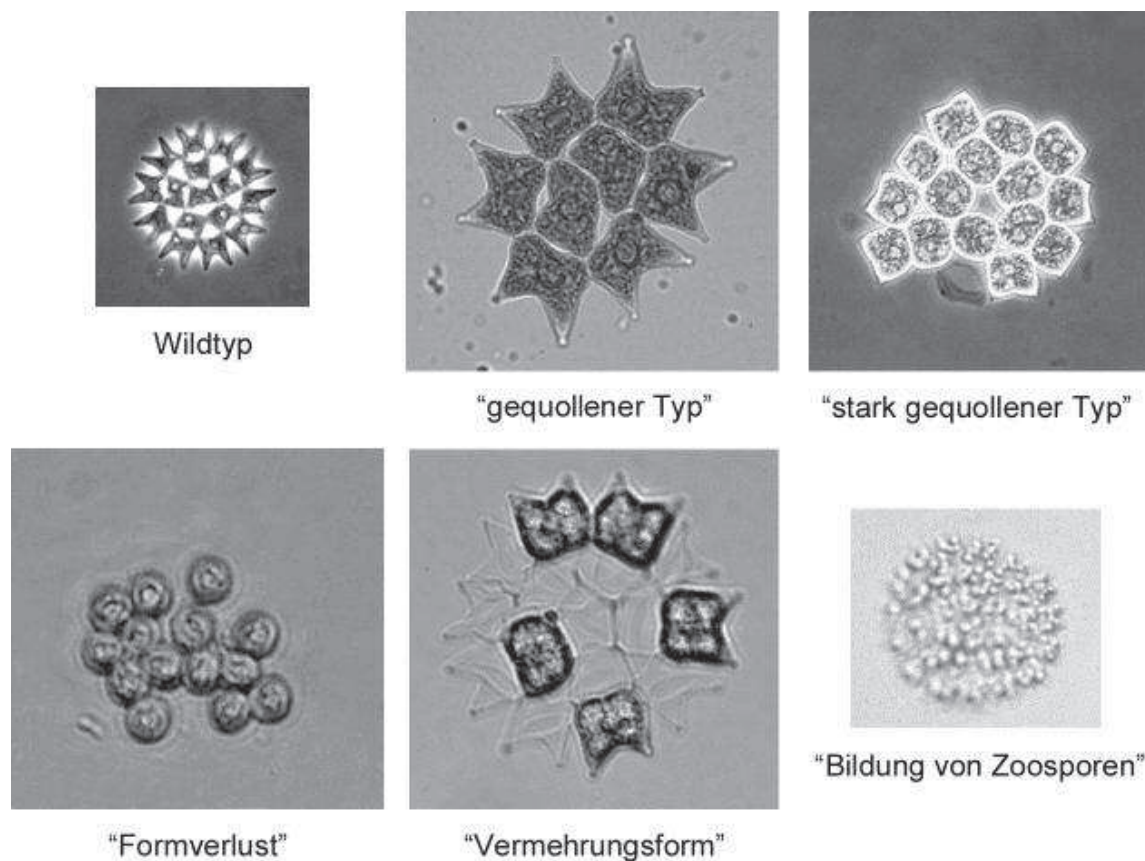 Wildtyp
“gequollener Typ”
“stark gequollener Typ”
“Formverlust”
“Vermehrungsform”
“Bildung von Zoosporen”